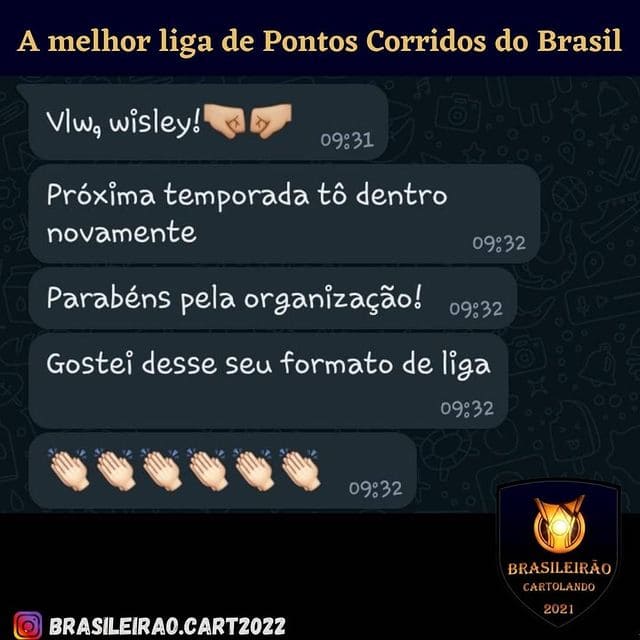 A melhor liga de Pontos Corridos do Brasil
Vlw, wisley!🤜🤛
09:31
Próxima temporada tô dentro
novamente
09:32
Parabéns pela organização!
09:32
Gostei desse seu formato de liga
09:32
👏🏻👏🏻👏🏻👏🏻👏🏻👏🏻
09:32
BRASILEIRÃO
CARTOLANDO
2021
BRASILEIRAO.CART2022